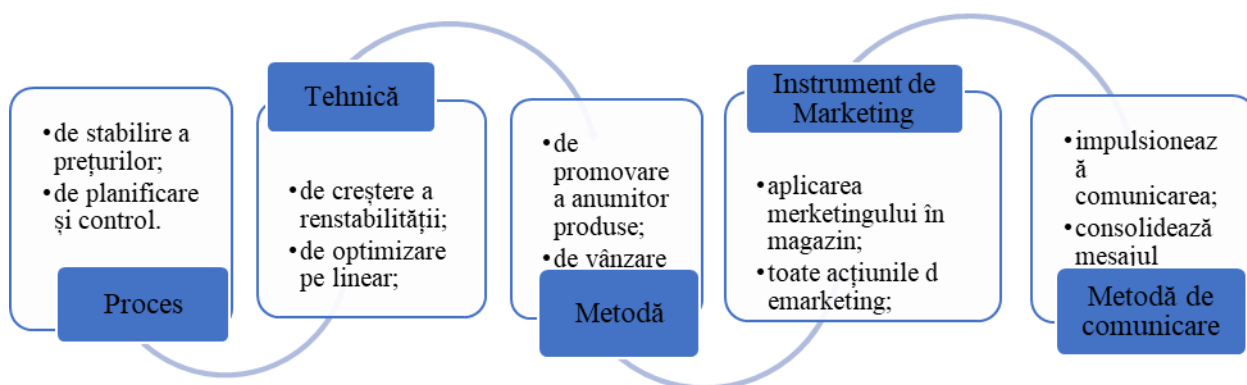 de stabilire a
prețurilor;
•de planificare
și control.
Proces
Tehnică
•de creștere a
renstabilității;
•de optimizare
pe linear;
•de
promovare
a anumitor
produse;
•de vânzare
Metodă
Instrument de
Marketing
•aplicarea
merketingului în
magazin;
•toate acțiunile d
emarketing;
•impulsioneaz
ă
comunicarea;
•consolidează
mesajul
Metodă de
comunicare